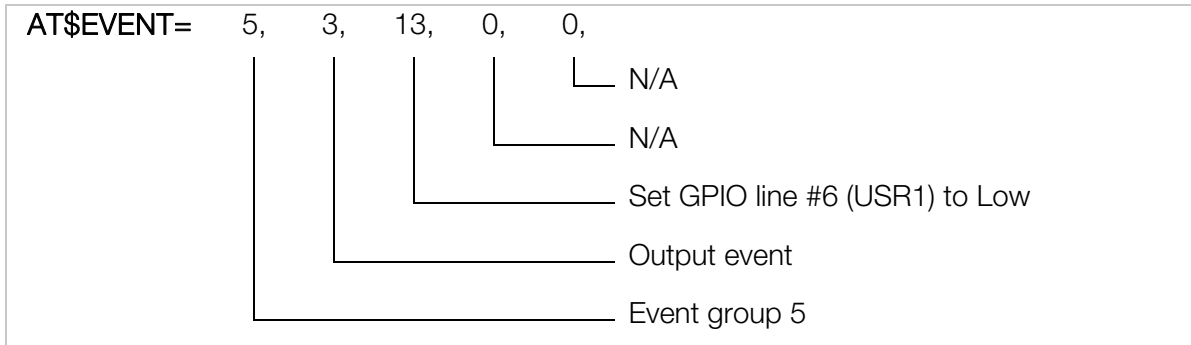 AT$EVENT= 5, 3, 13, 0, 0,
N/A
N/A
Set GPIO line #6 (USR1) to Low
Output event
Event group 5